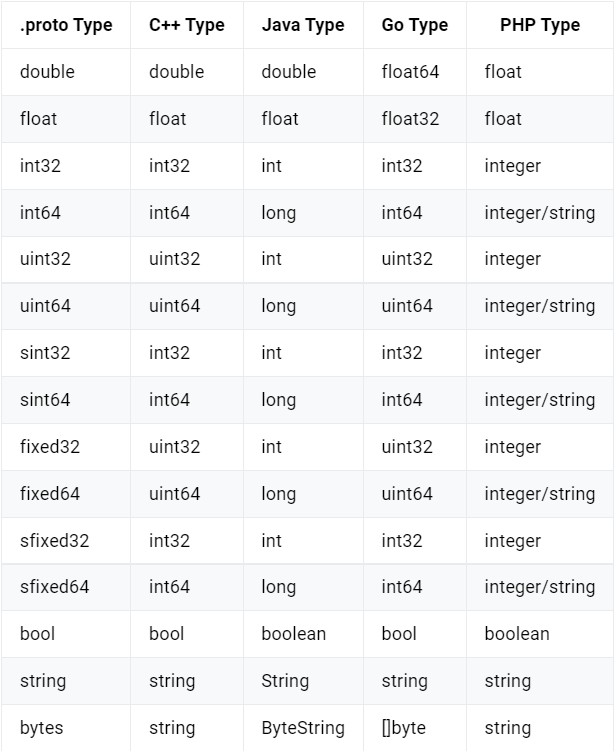 .proto Type C++ Type Java Type Go Type PHP Type
double double double float64 float
float float float float32 float
int32 int32 int int32 integer
int64 int64 long int64 integer/string
uint32 uint32 int uint32 integer
uint64 uint64 long uint64 integer/string
sint32 int32 int int32 integer
sint64 int64 long int64 integer/string
fixed32 uint32 int uint32 integer
fixed64 uint64 long uint64 integer/string
sfixed32 int32 int int32 integer
sfixed64 int64 long int64 integer/string
bool bool boolean bool boolean
string string String string string
bytes string ByteString []byte string